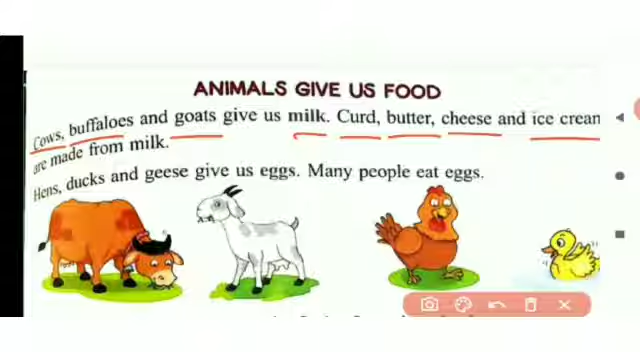 ANIMALS GIVE US FOOD
Cows, buffaloes and goats give us milk. Curd, butter, cheese and ice crean
are made from milk.
Hens, ducks and geese give us eggs. Many people eat eggs.